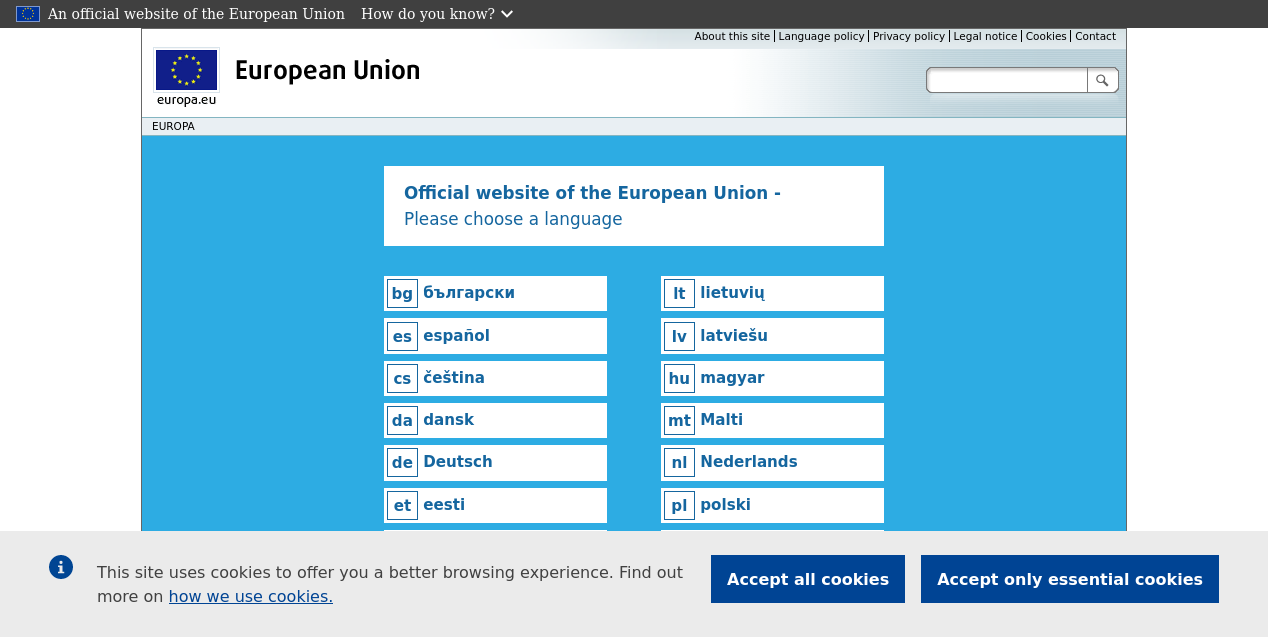 An official website of the European Union How do you know?
About this site Language policy Privacy policy Legal notice Cookies Contact
European Union
europa.eu
EUROPA
Official website of the European Union -
Please choose a language
bg български
lt lietuvių
es español
lv latviešu
cs čeština
hu magyar
da dansk
mt Malti
de Deutsch
nl Nederlands
et eesti
pl polski
This site uses cookies to offer you a better browsing experience. Find out
more on how we use cookies.
Accept all cookies
Accept only essential cookies